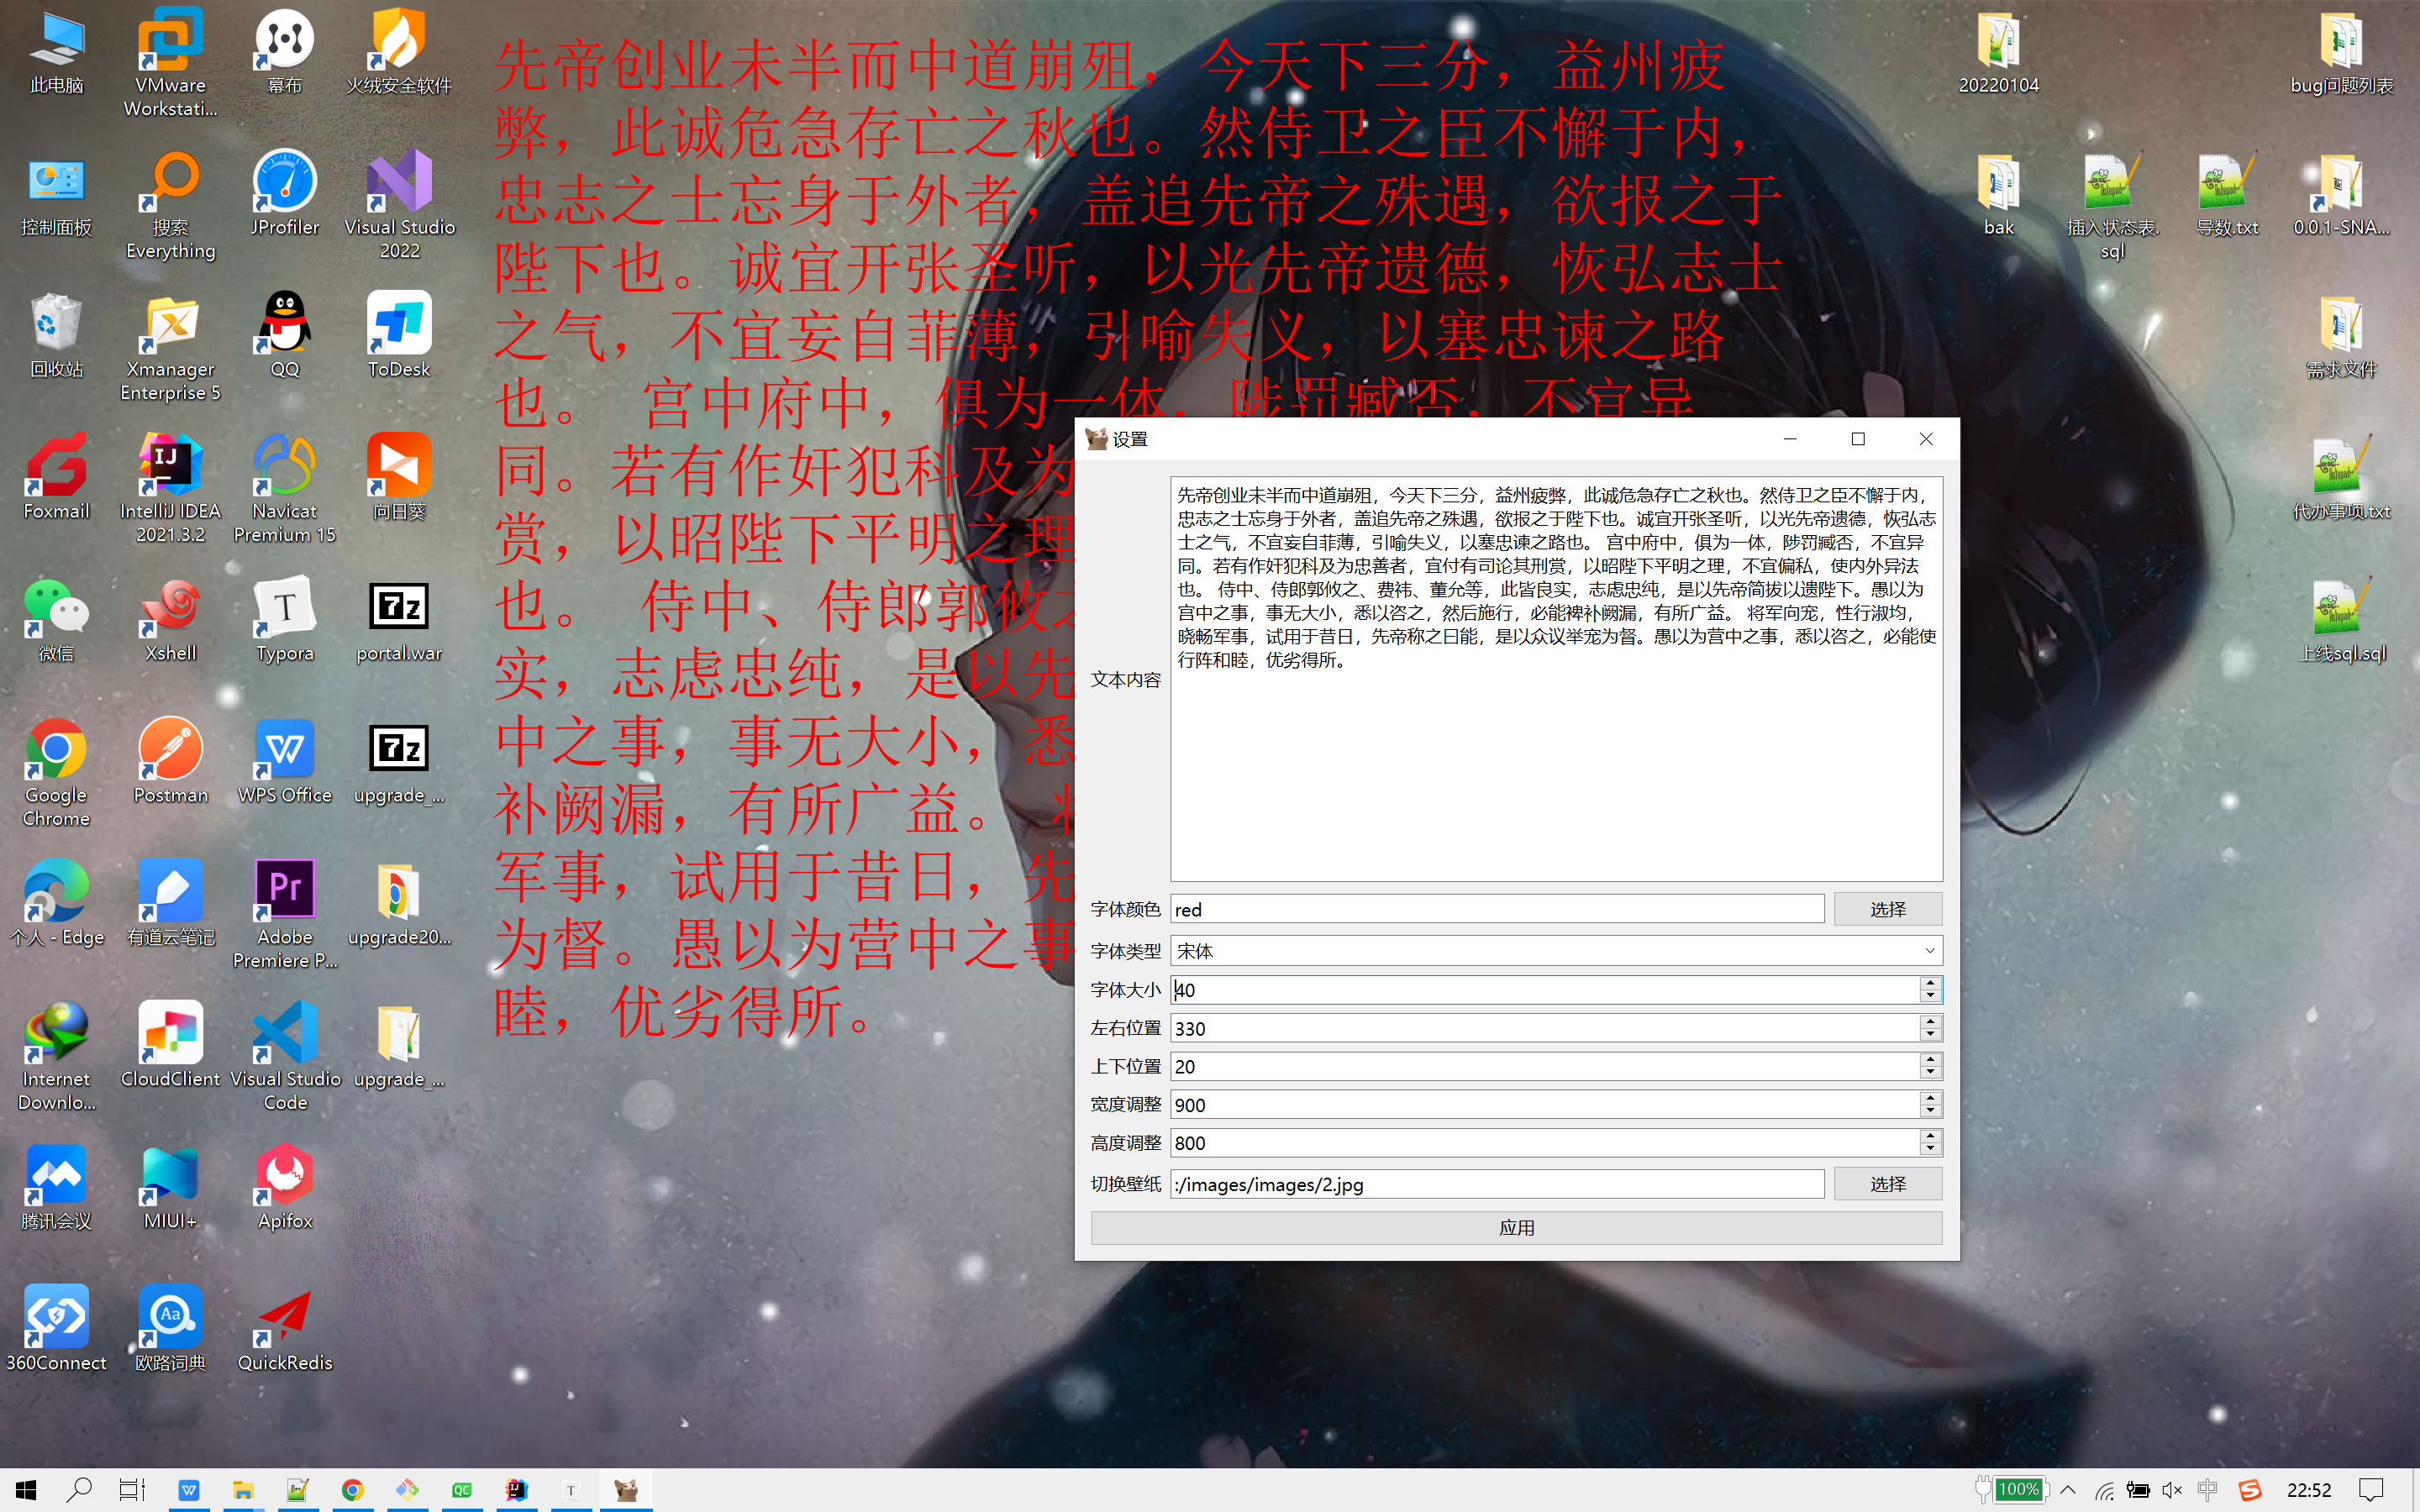 先帝创业未半而中道崩殂，今天下三分，益州疲
弊，此诚危急存亡之秋也。然侍卫之臣不懈于内，
忠志之士忘身于外者，盖追先帝之殊遇，欲报之于
陛下也。诚宜开张圣听，以光先帝遗德，恢弘志士
之气，不宜妄自菲薄，引喻失义，以塞忠谏之路
也。 宫中府中，俱为一体，陟罚臧否，不宜异
同。若有作奸犯科及为
赏，以昭陛下平明之理
也。 侍中、侍郎郭攸之
实，志虑忠纯，是以先
中之事，事无大小，悉
补阙漏，有所广益。
军事，试用于昔日，先
为督。愚以为营中之事
睦，优劣得所。
此电脑
VMware
Workstati...
幕布
火绒安全软件
控制面板
搜索
Everything
JProfiler
Visual Studio
2022
回收站
Xmanager
Enterprise 5
QQ
ToDesk
Foxmail
IntelliJ IDEA
2021.3.2
Navicat
Premium 15
向日葵
微信
Xshell
Typora
portal.war
Google
Chrome
Postman
WPS Office
upgrade_...
个人 - Edge
有道云笔记
Adobe
Premiere P...
upgrade20...
Internet
Downlo...
CloudClient
Visual Studio
Code
upgrade_...
腾讯会议
MIUI+
Apifox
360Connect
欧路词典
QuickRedis
20220104
bug问题列表
bak
插入状态表.
sql
导数.txt
0.0.1-SNA...
需求文件
代办事项.txt
上线sql.sql
设置
文本内容
先帝创业未半而中道崩殂，今天下三分，益州疲弊，此诚危急存亡之秋也。然侍卫之臣不懈于内，
忠志之士忘身于外者，盖追先帝之殊遇，欲报之于陛下也。诚宜开张圣听，以光先帝遗德，恢弘志
士之气，不宜妄自菲薄，引喻失义，以塞忠谏之路也。 宫中府中，俱为一体，陟罚臧否，不宜异
同。若有作奸犯科及为忠善者，宜付有司论其刑赏，以昭陛下平明之理，不宜偏私，使内外异法
也。 侍中、侍郎郭攸之、费祎、董允等，此皆良实，志虑忠纯，是以先帝简拔以遗陛下。愚以为
宫中之事，事无大小，悉以咨之，然后施行，必能裨补阙漏，有所广益。 将军向宠，性行淑均，
晓畅军事，试用于昔日，先帝称之曰能，是以众议举宠为督。愚以为营中之事，悉以咨之，必能使
行阵和睦，优劣得所。
字体颜色 red 选择
字体类型 宋体
字体大小 40
左右位置 330
上下位置 20
宽度调整 900
高度调整 800
切换壁纸 :/images/images/2.jpg 选择
应用
100%
中
22:52